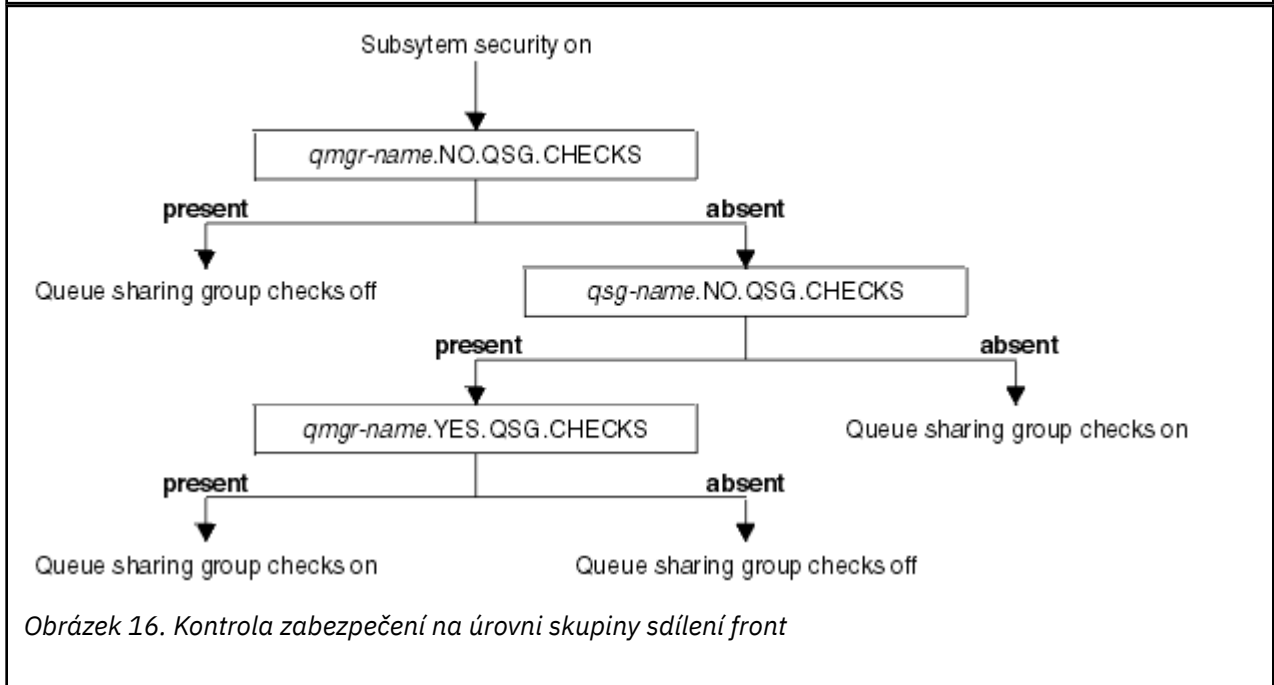 Subsytem security on
qmgr-name.NO.QSG.CHECKS
present
absent
Queue sharing group checks off
qsg-name.NO.QSG.CHECKS
present
absent
qmgr-name.YES.QSG.CHECKS
Queue sharing group checks on
present
absent
Queue sharing group checks on
Queue sharing group checks off
Obrázek 16. Kontrola zabezpečení na úrovni skupiny sdílení front